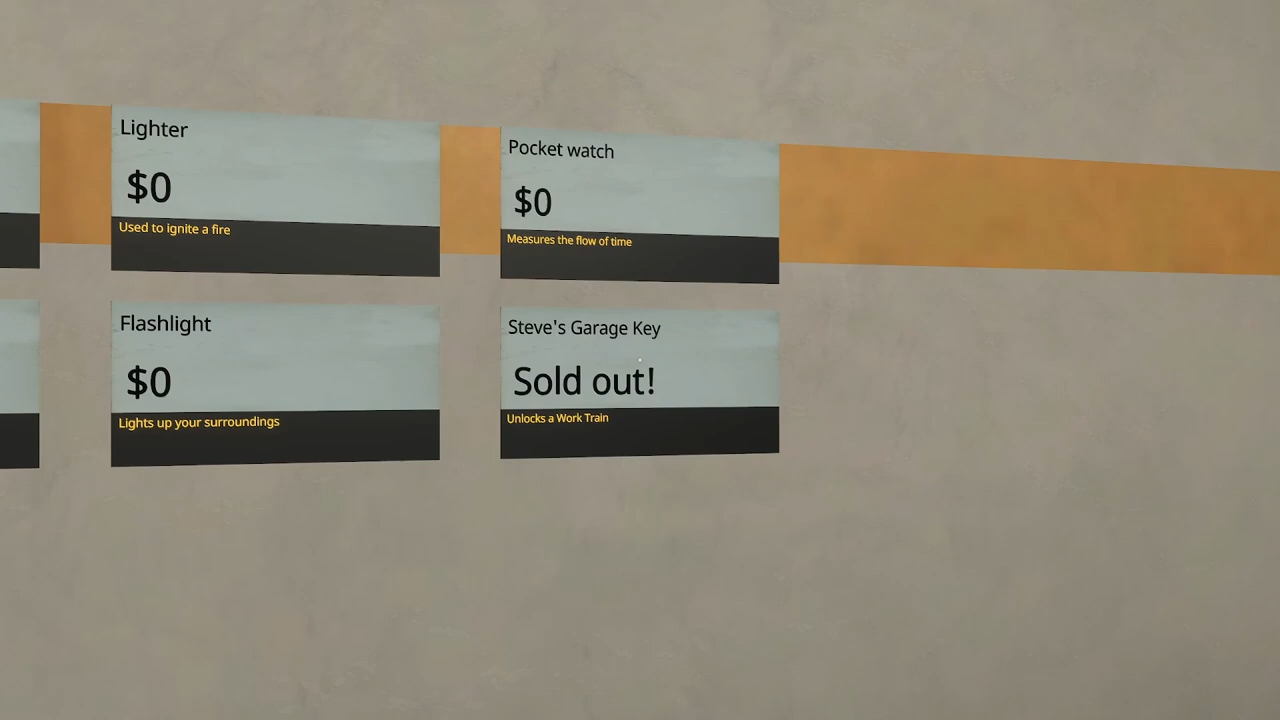 Lighter
$0
Used to ignite a fire
Pocket watch
$0
Measures the flow of time
Flashlight
$0
Lights up your surroundings
Steve's Garage Key
Sold out!
Unlocks a Work Train